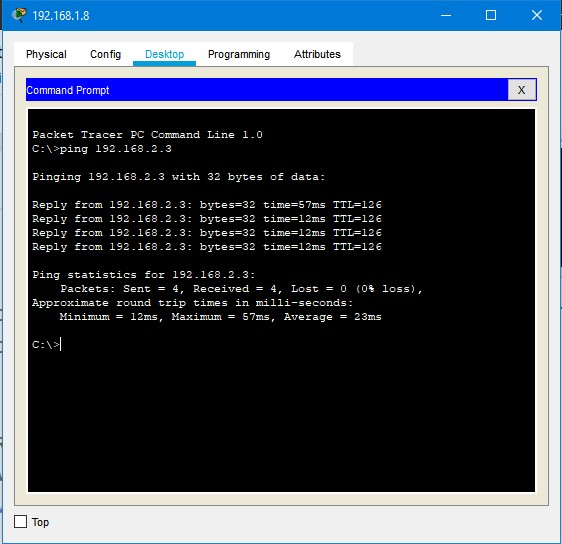 192.168.1.8
Physical Config Desktop Programming Attributes
Command Prompt X
Packet Tracer PC Command Line 1.0
C:\>ping 192.168.2.3
Pinging 192.168.2.3 with 32 bytes of data:
Reply from 192.168.2.3: bytes=32 time=57ms TTL=126
Reply from 192.168.2.3: bytes=32 time=12ms TTL=126
Reply from 192.168.2.3: bytes=32 time=12ms TTL=126
Reply from 192.168.2.3: bytes=32 time=12ms TTL=126
Ping statistics for 192.168.2.3:
Packets: Sent = 4, Received = 4, Lost = 0 (0% loss),
Approximate round trip times in milli-seconds:
Minimum = 12ms, Maximum = 57ms, Average = 23ms
C:\>
Top